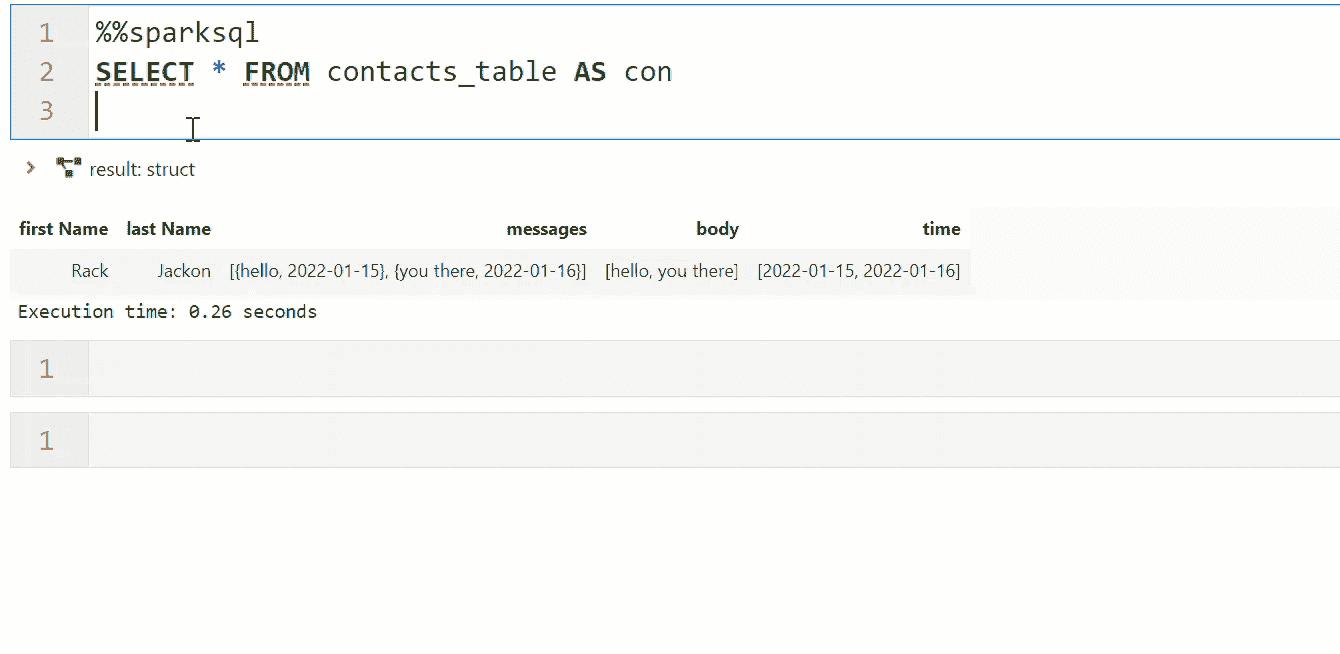 1 %%sparksql
2 SELECT * FROM contacts_table AS con
3
result: struct
first Name last Name messages body time
Rack Jackon [{hello, 2022-01-15}, {you there, 2022-01-16}] [hello, you there] [2022-01-15, 2022-01-16]
Execution time: 0.26 seconds
1
1